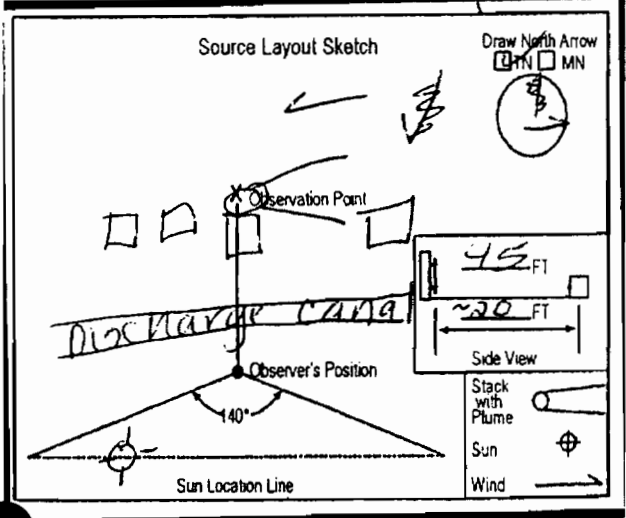 Source Layout Sketch
Draw North Arrow
TN MN
X Observation Point
45 FT
~20 FT
Side View
Discharge Canal
Observer's Position
140°
Sun Location Line
Stack
with
Plume
Sun
Wind